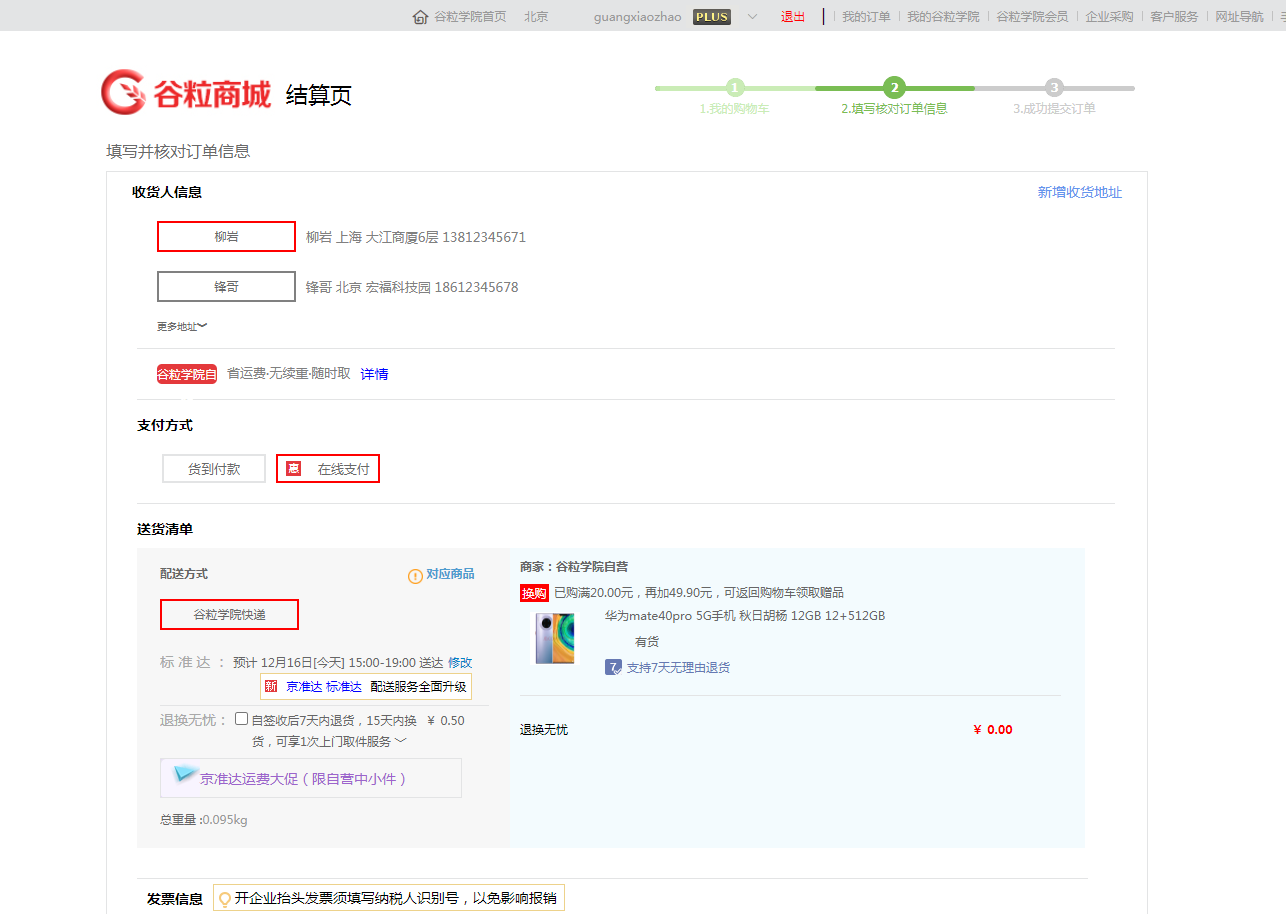 谷粒学院首页 北京 guangxiaozhao PLUS 退出 我的订单 我的谷粒学院 谷粒学院会员 企业采购 客户服务 网址导航
谷粒商城 结算页
1 2 3
1.我的购物车 2.填写核对订单信息 3.成功提交订单
填写并核对订单信息
收货人信息 新增收货地址
柳岩 柳岩 上海 大江商厦6层 13812345671
锋哥 锋哥 北京 宏福科技园 18612345678
更多地址
谷粒学院自 省运费·无续重·随时取 详情
支付方式
货到付款 惠 在线支付
送货清单
配送方式 对应商品
谷粒学院快递
标 准 达 ： 预计 12月16日[今天] 15:00-19:00 送达 修改
新 京准达 标准达 配送服务全面升级
退换无忧： 自签收后7天内退货，15天内换 ￥ 0.50
货，可享1次上门取件服务
京准达运费大促（限自营中小件）
总重量 :0.095kg
商家：谷粒学院自营
换购 已购满20.00元，再加49.90元，可返回购物车领取赠品
华为mate40pro 5G手机 秋日胡杨 12GB 12+512GB
有货
7 支持7天无理由退货
退换无忧 ￥ 0.00
发票信息 开企业抬头发票须填写纳税人识别号，以免影响报销